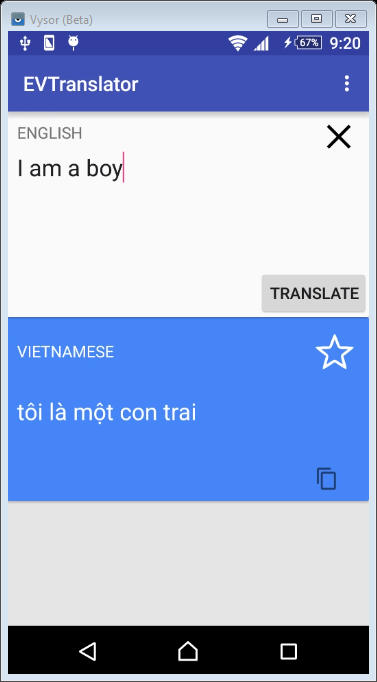 Vysor (Beta)
67% 9:20
EVTranslator
ENGLISH
I am a boy
TRANSLATE
VIETNAMESE
tôi là một con trai